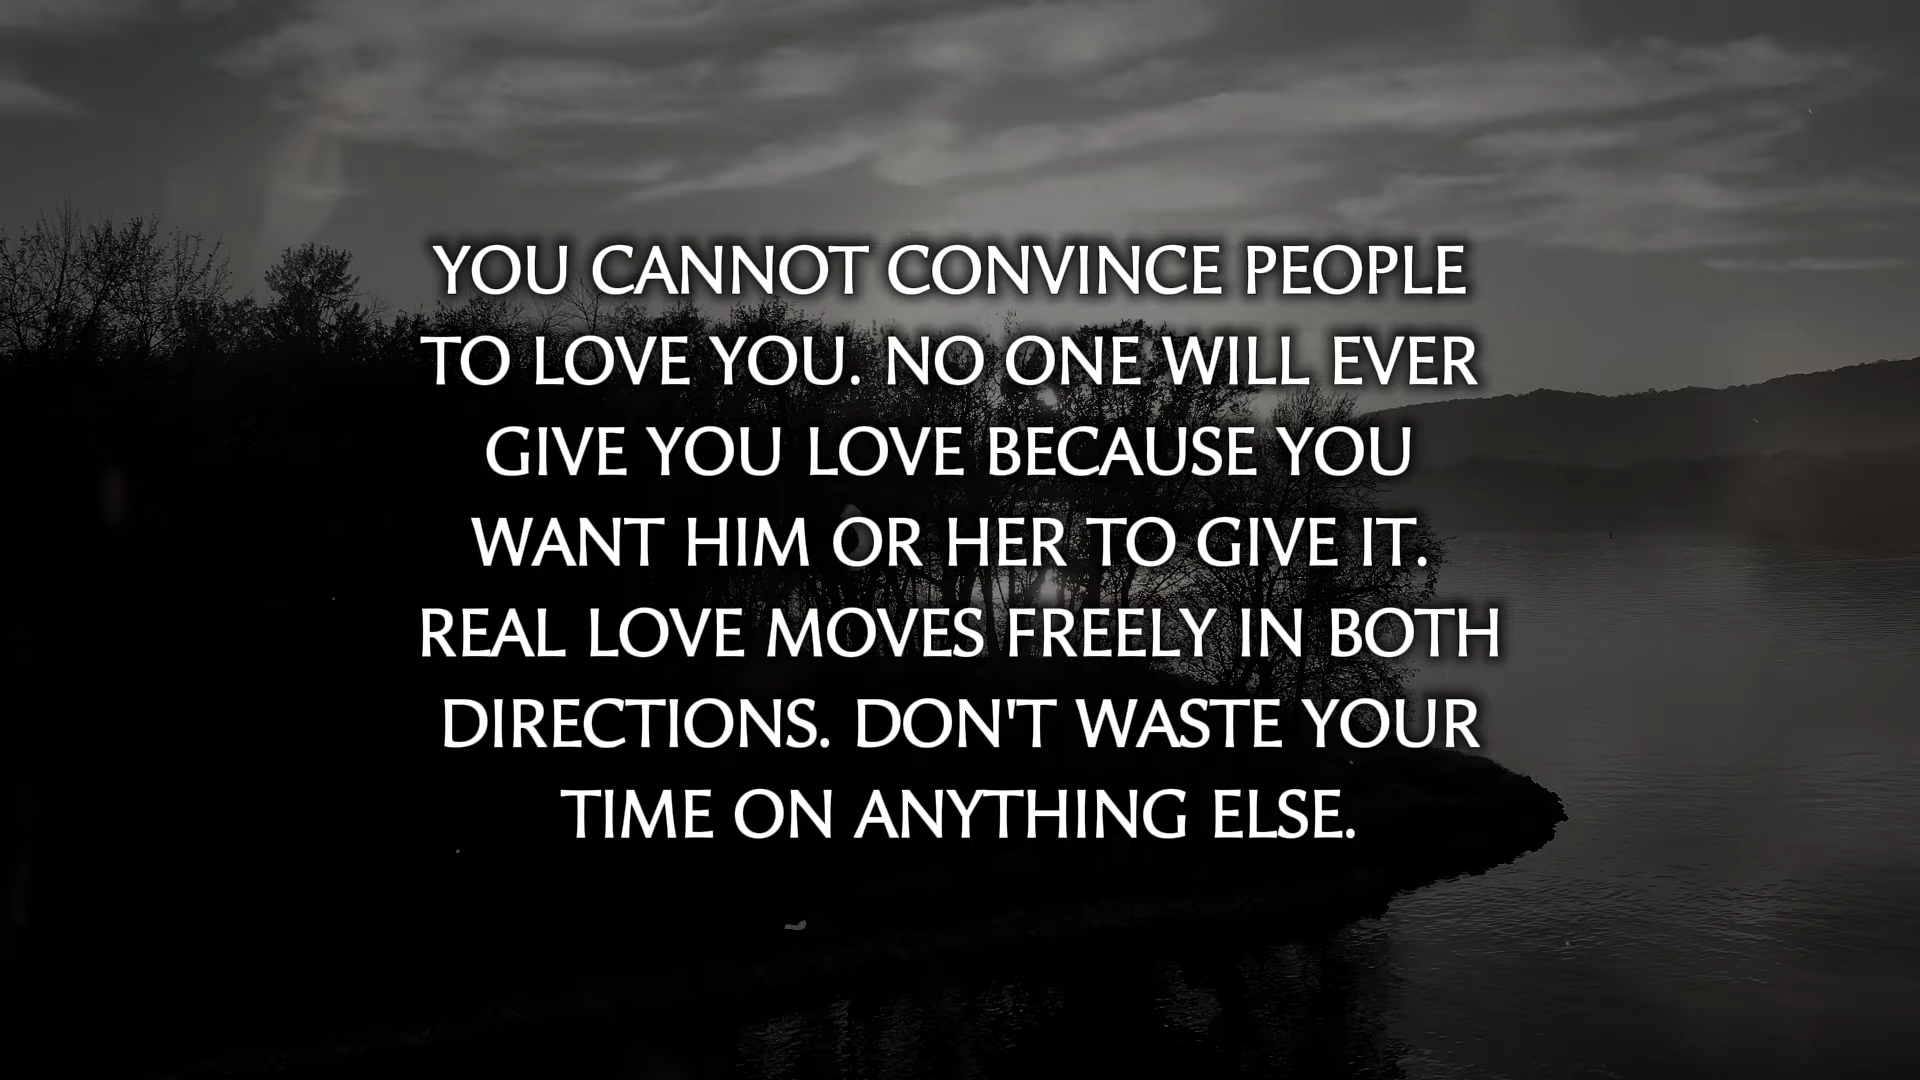 YOU CANNOT CONVINCE PEOPLE
TO LOVE YOU. NO ONE WILL EVER
GIVE YOU LOVE BECAUSE YOU
WANT HIM OR HER TO GIVE IT.
REAL LOVE MOVES FREELY IN BOTH
DIRECTIONS. DON'T WASTE YOUR
TIME ON ANYTHING ELSE.